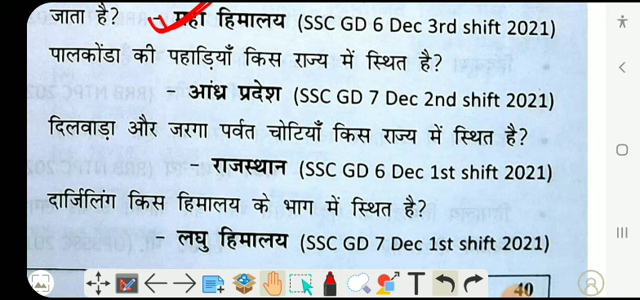 जाता है? – महा हिमालय (SSC GD 6 Dec 3rd shift 2021)
पालकोंडा की पहाड़ियाँ किस राज्य में स्थित है?
– आंध्र प्रदेश (SSC GD 7 Dec 2nd shift 2021)
दिलवाड़ा और जरगा पर्वत चोटियाँ किस राज्य में स्थित है?
– राजस्थान (SSC GD 6 Dec 1st shift 2021)
दार्जिलिंग किस हिमालय के भाग में स्थित है?
– लघु हिमालय (SSC GD 7 Dec 1st shift 2021)
T
40